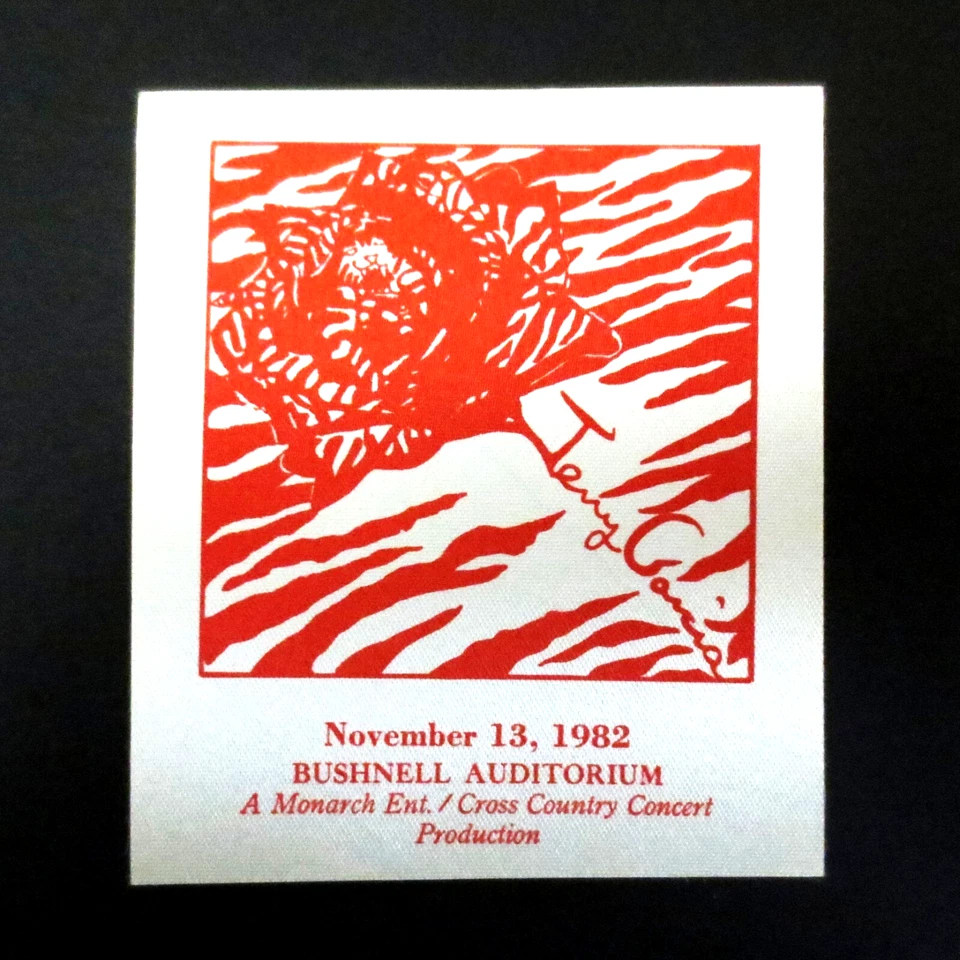 Jerry Garcia
November 13, 1982
BUSHNELL AUDITORIUM
A Monarch Ent. / Cross Country Concert
Production